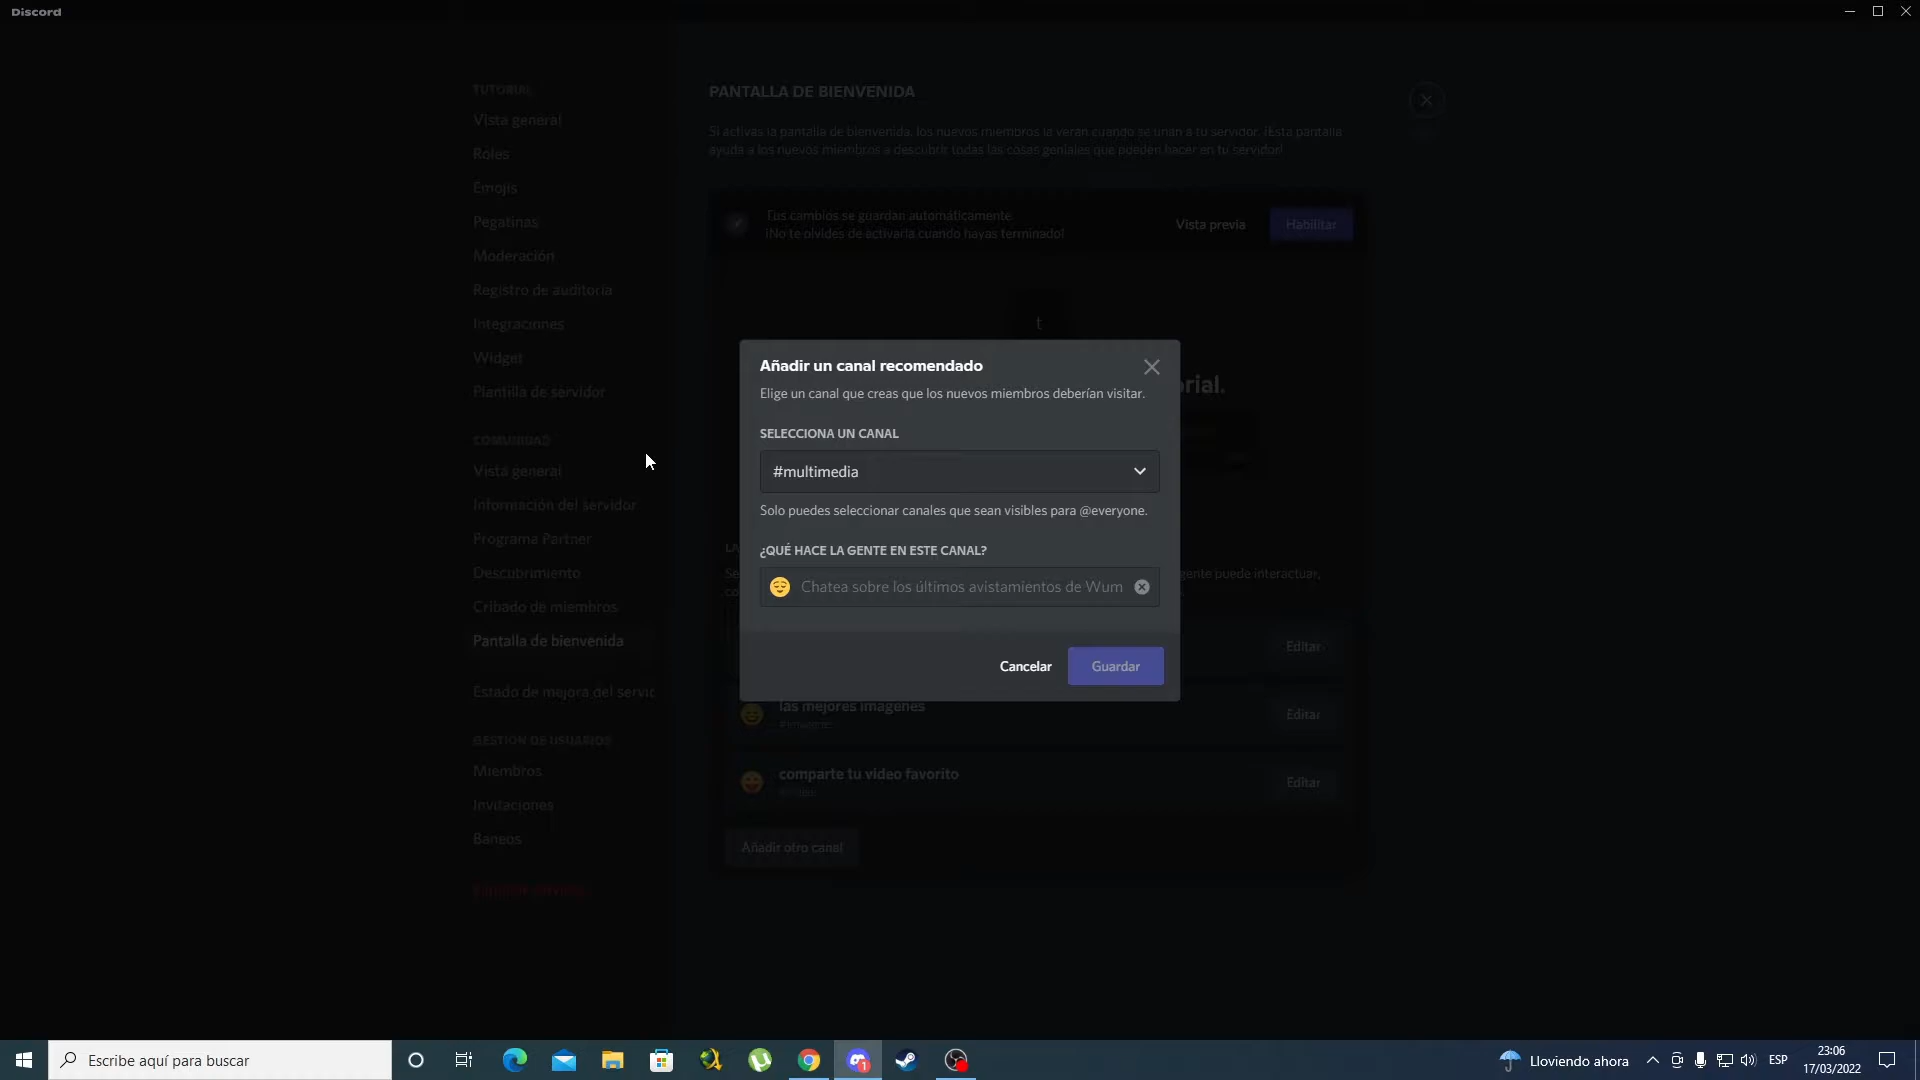 Discord
TUTORIAL
Vista general
Roles
Emojis
Pegatinas
Moderación
Registro de auditoría
Integraciones
Widget
Plantilla de servidor
COMUNIDAD
Vista general
Información del servidor
Programa Partner
Descubrimiento
Cribado de miembros
Pantalla de bienvenida
Estado de mejora del servic
GESTIÓN DE USUARIOS
Miembros
Invitaciones
Baneos
PANTALLA DE BIENVENIDA
Si activas la pantalla de bienvenida, los nuevos miembros la verán cuando se unan a tu servidor. ¡Esta pantalla
ayuda a los nuevos miembros a descubrir todas las cosas geniales que pueden hacer en tu servidor!
Tus cambios se guardan automáticamente.
¡No te olvides de activarla cuando hayas terminado!
Vista previa
Habilitar
t
rial.
Añadir un canal recomendado
Elige un canal que creas que los nuevos miembros deberían visitar.
SELECCIONA UN CANAL
#multimedia
Solo puedes seleccionar canales que sean visibles para @everyone.
¿QUÉ HACE LA GENTE EN ESTE CANAL?
Chatea sobre los últimos avistamientos de Wum
Cancelar
Guardar
gente puede interactuar,
Editar
las mejores imagenes
Editar
comparte tu video favorito
Editar
Añadir otro canal
Escribe aquí para buscar
1
Lloviendo ahora
ESP
23:06
17/03/2022